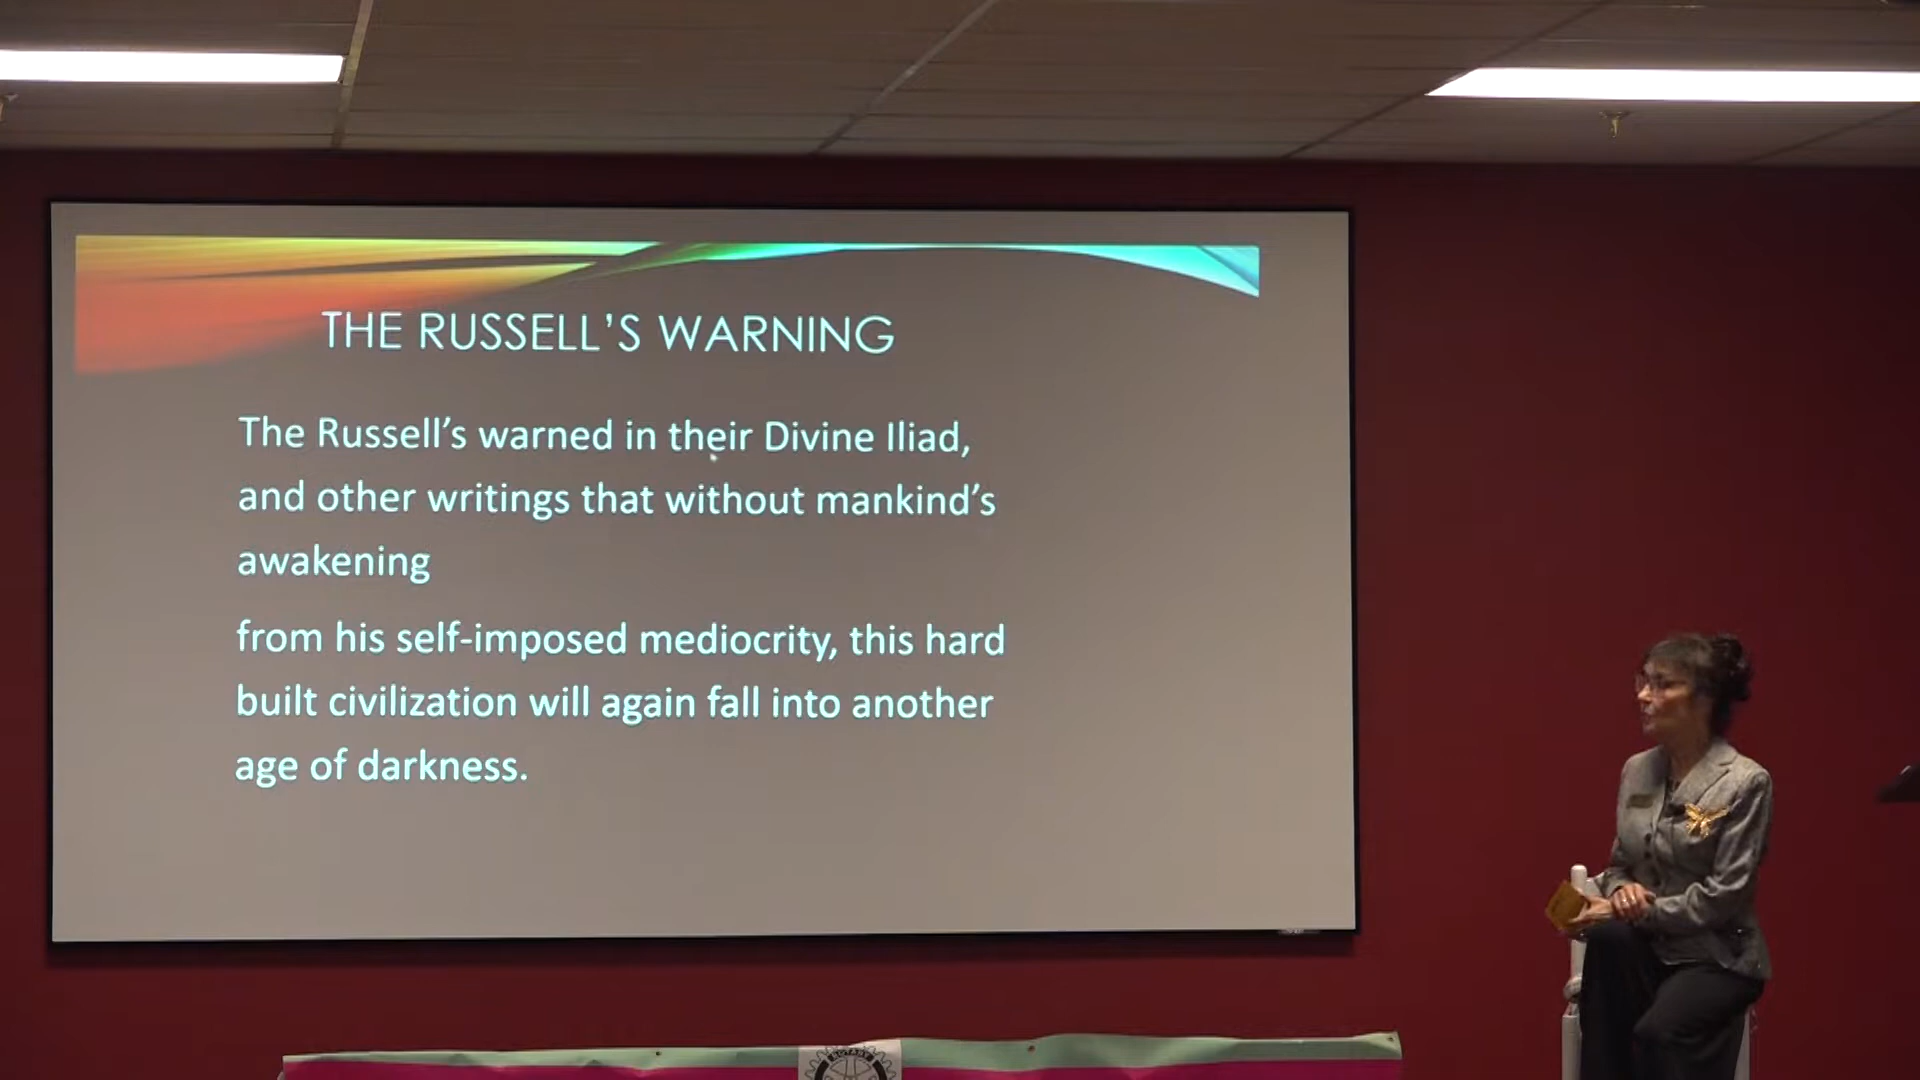 THE RUSSELL’S WARNING
The Russell’s warned in their Divine Iliad,
and other writings that without mankind’s
awakening
from his self-imposed mediocrity, this hard
built civilization will again fall into another
age of darkness.
ROTARY